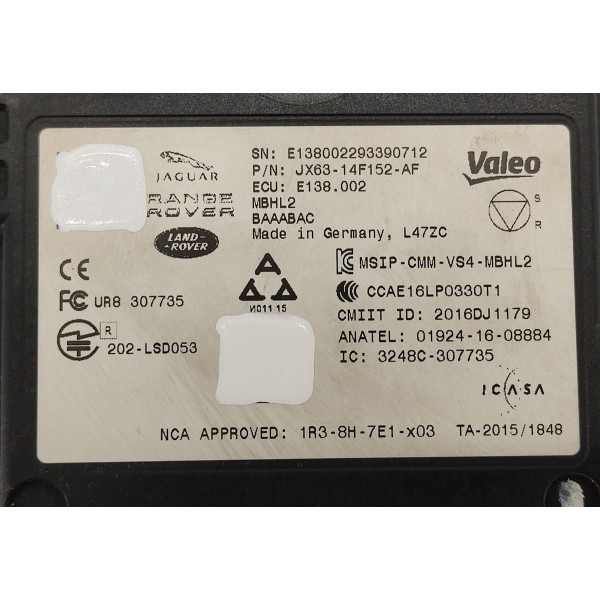 SN: E138002293390712
P/N: JX63-14F152-AF
ECU: E138.002
MBHL2
BAAABAC
Made in Germany, L47ZC
Valeo
S
R
JAGUAR
RANGE
ROVER
LAND-
ROVER
MSIP-CMM-VS4-MBHL2
CCAE16LP0330T1
CMIIT ID: 2016DJ1179
ANATEL: 01924-16-08884
IC: 3248C-307735
CE
FC UR8 307735
R
202-LSD053
ICASA
NCA APPROVED: 1R3-8H-7E1-x03 TA-2015/1848